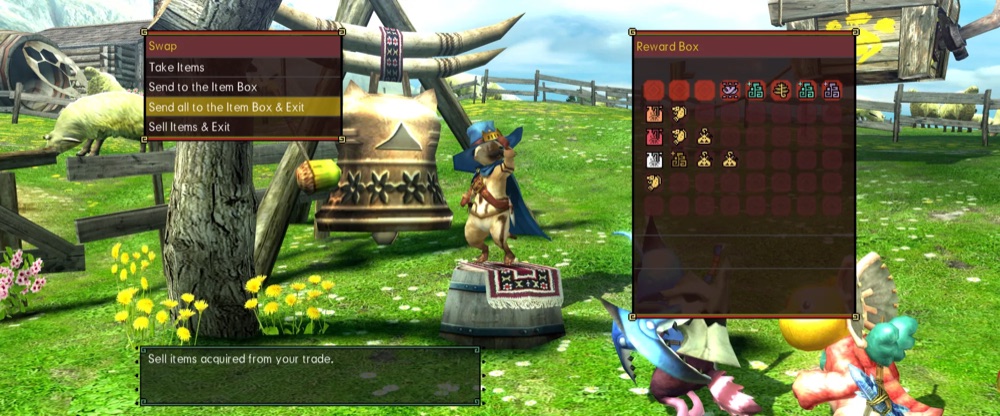 Swap
Take Items
Send to the Item Box
Send all to the Item Box & Exit
Sell Items & Exit
Reward Box
Sell items acquired from your trade.